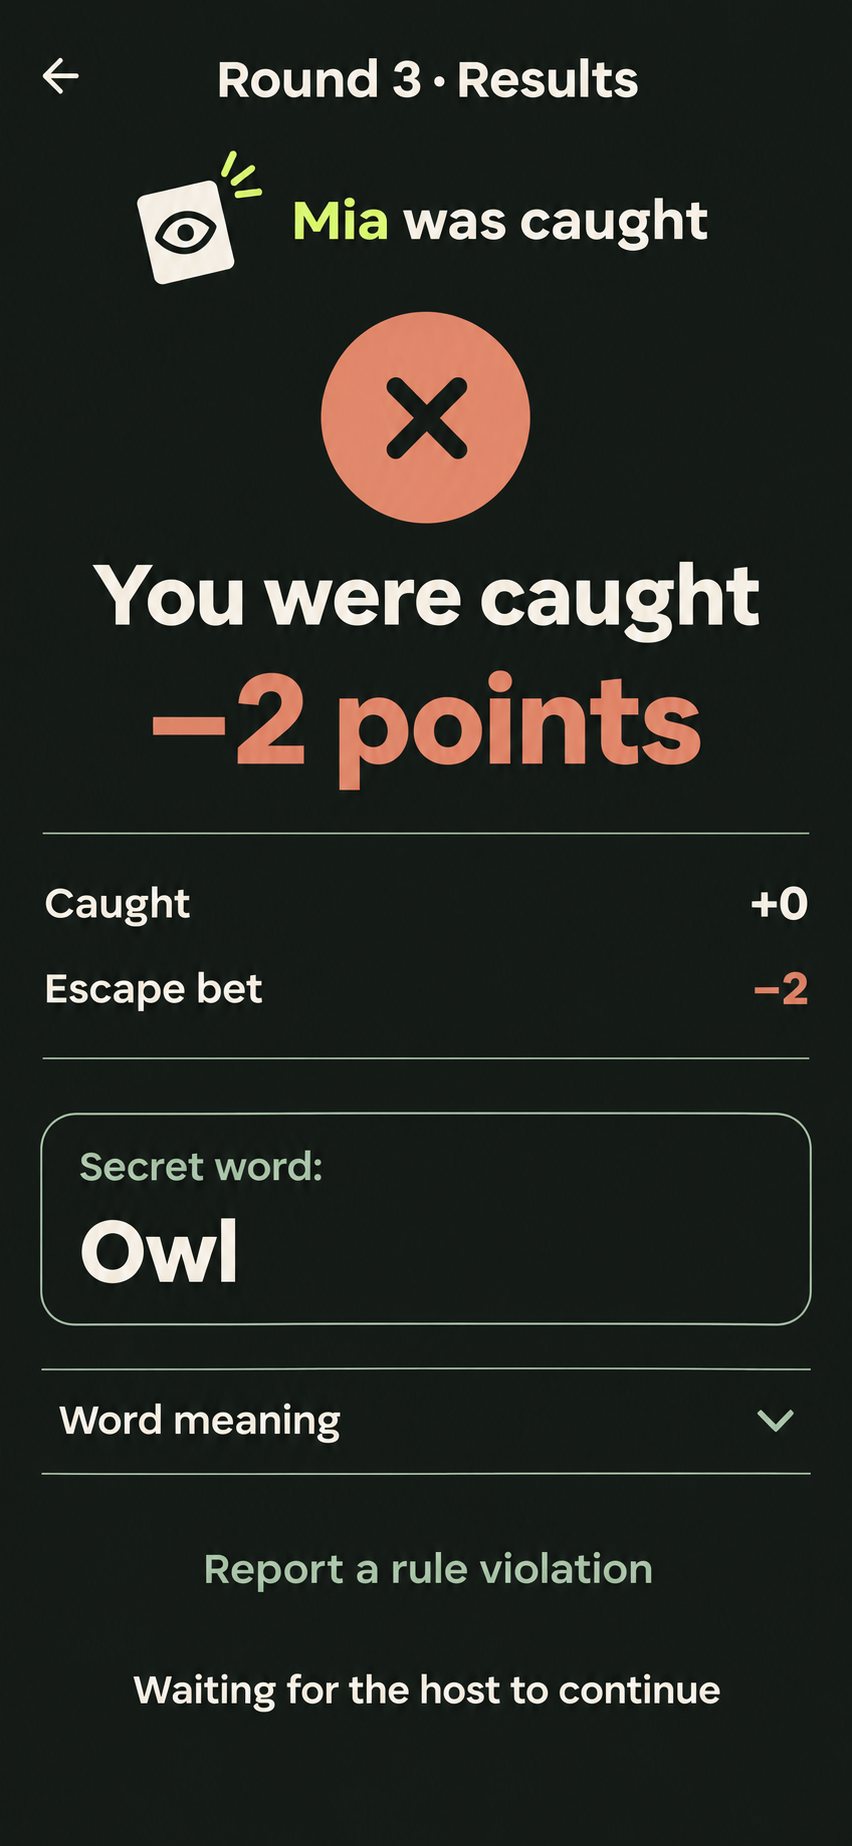 Round 3 · Results
Mia was caught
You were caught
−2 points
Caught +0
Escape bet −2
Secret word:
Owl
Word meaning
Report a rule violation
Waiting for the host to continue